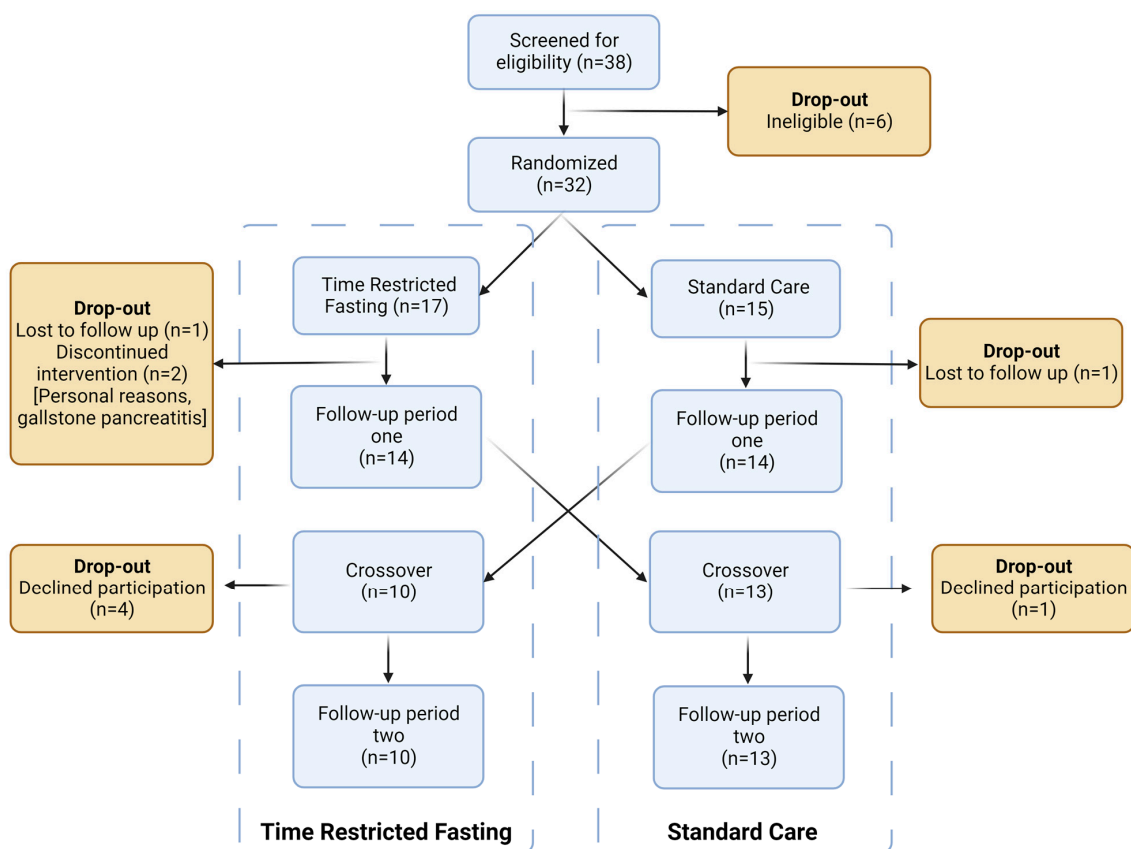 Screened for
eligibility (n=38)
Drop-out
Ineligible (n=6)
Randomized
(n=32)
Time Restricted
Fasting (n=17)
Standard Care
(n=15)
Drop-out
Lost to follow up (n=1)
Discontinued
intervention (n=2)
[Personal reasons,
gallstone pancreatitis]
Drop-out
Lost to follow up (n=1)
Follow-up period
one
(n=14)
Follow-up period
one
(n=14)
Drop-out
Declined participation
(n=4)
Crossover
(n=10)
Crossover
(n=13)
Drop-out
Declined participation
(n=1)
Follow-up period
two
(n=10)
Follow-up period
two
(n=13)
Time Restricted Fasting
Standard Care